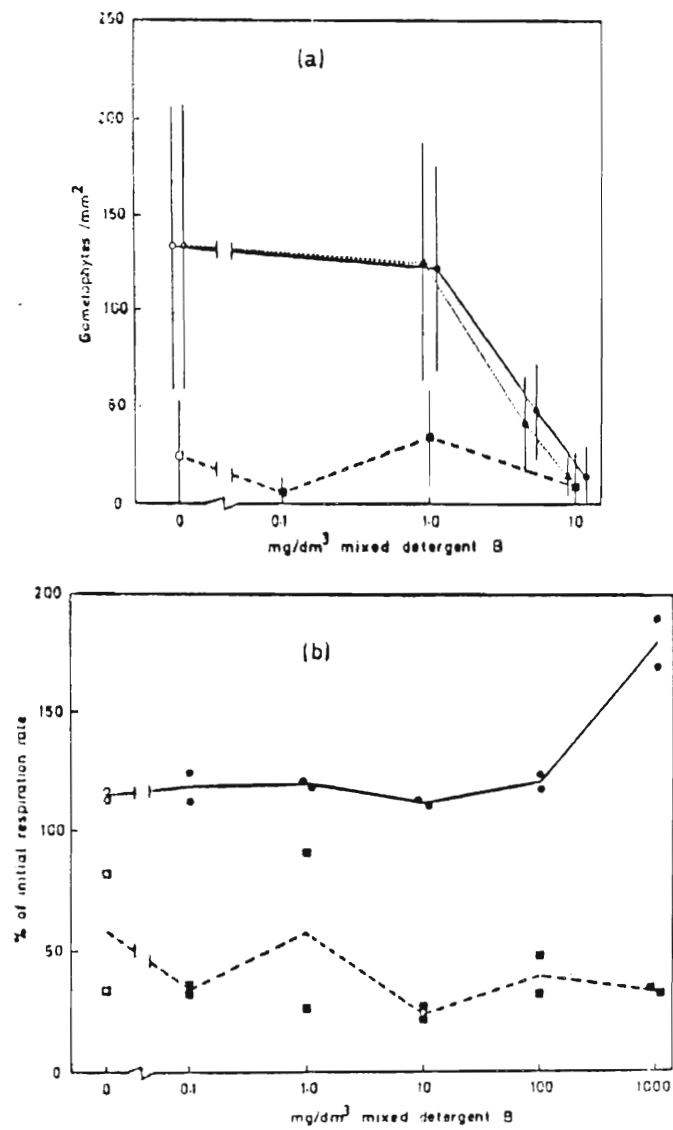 (a)
250
200
150
100
50
0
Gametophytes /mm²
0 0.1 1.0 10
mg/dm³ mixed detergent B
(b)
200
150
100
50
0
% of initial respiration rate
0 0.1 1.0 10 100 1000
mg/dm³ mixed detergent B